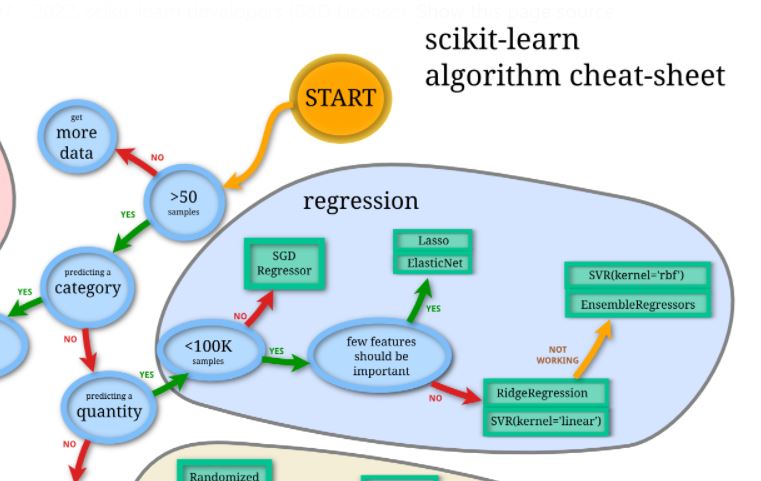 scikit-learn
algorithm cheat-sheet
START
get
more
data
NO
>50
samples
YES
predicting a
category
YES
NO
predicting a
quantity
YES
NO
regression
SGD
Regressor
NO
<100K
samples
YES
few features
should be
important
YES
Lasso
ElasticNet
NO
RidgeRegression
SVR(kernel='linear')
NOT
WORKING
SVR(kernel='rbf')
EnsembleRegressors
Randomized